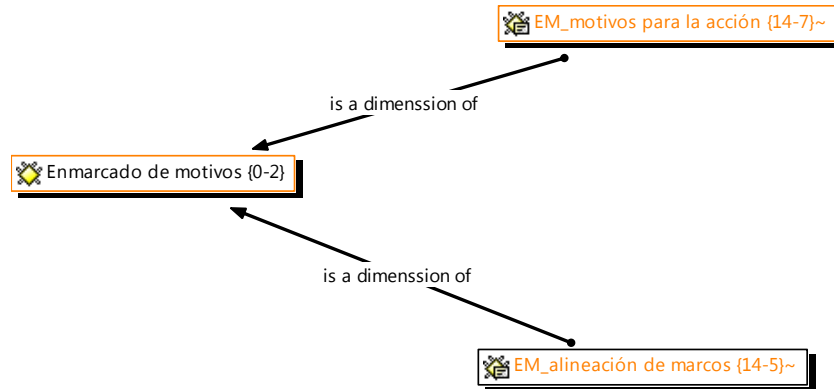 EM_motivos para la acción {14-7}~
is a dimenssion of
Enmarcado de motivos {0-2}
is a dimenssion of
EM_alineación de marcos {14-5}~